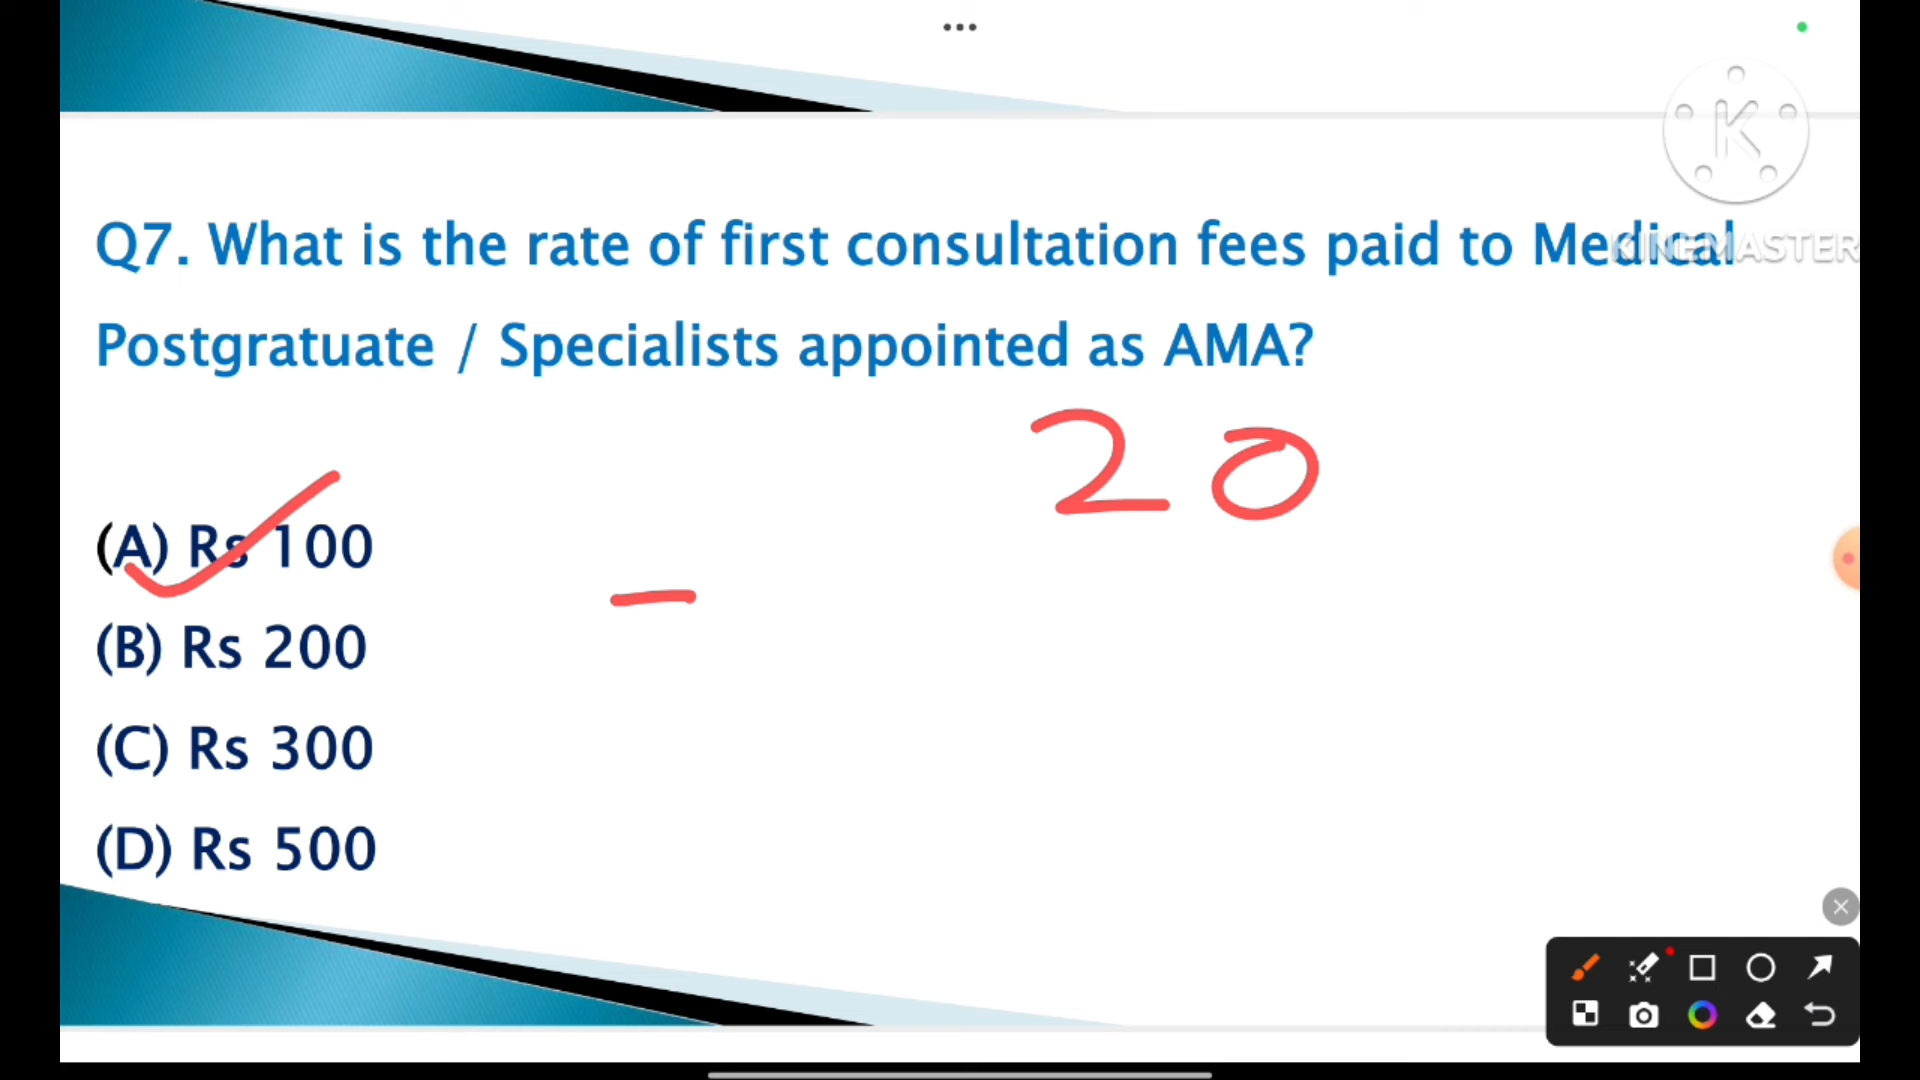 K
KINEMASTER
Q7. What is the rate of first consultation fees paid to Medical
Postgratuate / Specialists appointed as AMA?
20
(A) Rs 100
(B) Rs 200
(C) Rs 300
(D) Rs 500